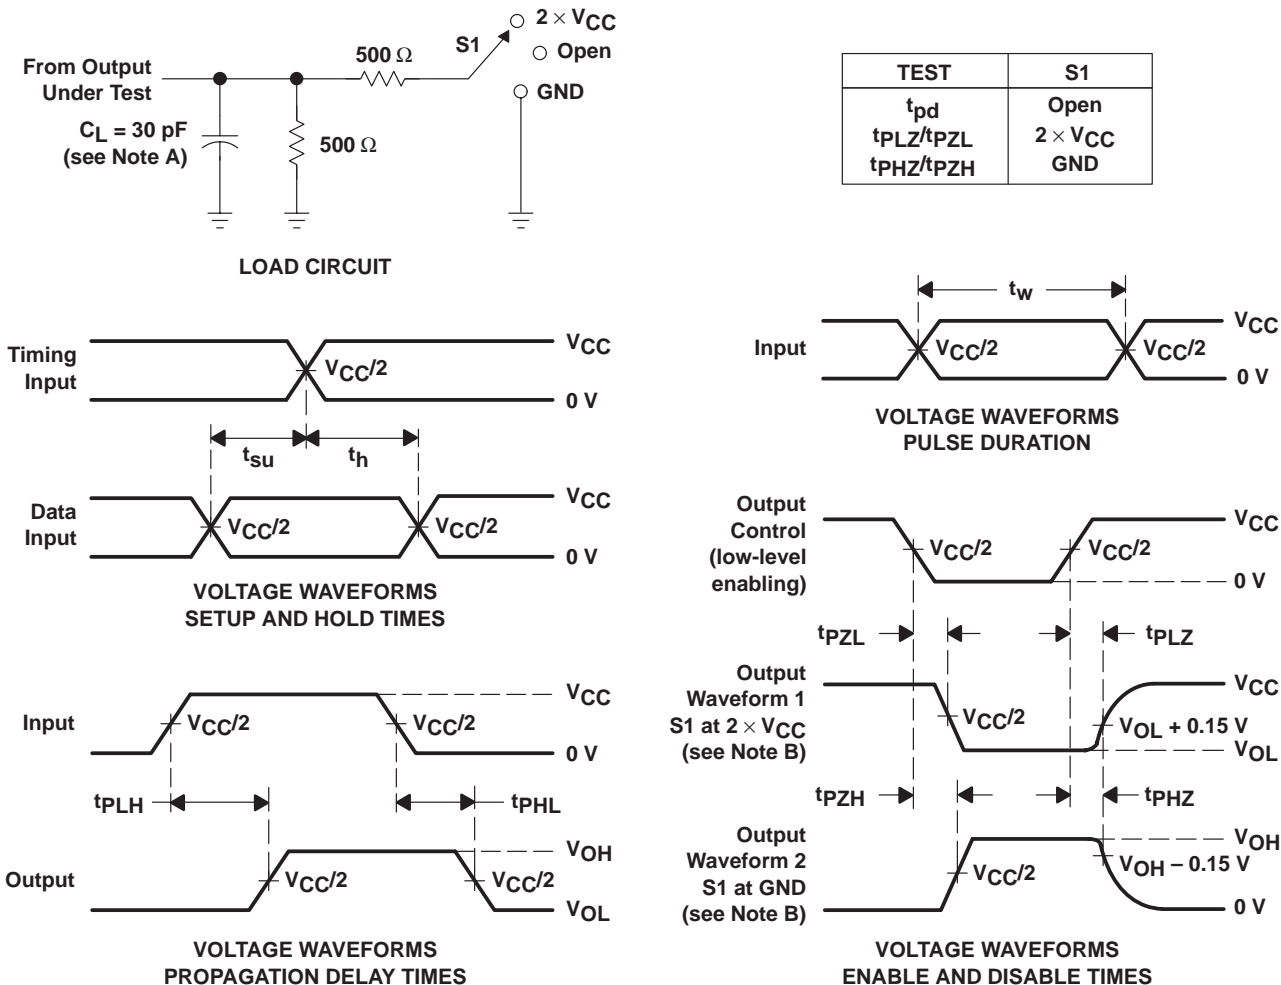 2 × VCC
S1
Open
GND
500 Ω
From Output
Under Test
CL = 30 pF
(see Note A)
500 Ω
LOAD CIRCUIT
TEST S1
tpd Open
tPLZ/tPZL 2 × VCC
tPHZ/tPZH GND
Timing
Input
VCC/2
VCC
0 V
tsu
th
Data
Input
VCC/2
VCC/2
VCC
0 V
VOLTAGE WAVEFORMS
SETUP AND HOLD TIMES
tw
Input
VCC/2
VCC/2
VCC
0 V
VOLTAGE WAVEFORMS
PULSE DURATION
Input
VCC/2
VCC/2
VCC
0 V
tPLH
tPHL
Output
VCC/2
VCC/2
VOH
VOL
VOLTAGE WAVEFORMS
PROPAGATION DELAY TIMES
Output
Control
(low-level
enabling)
VCC/2
VCC/2
VCC
0 V
tPZL
tPLZ
Output
Waveform 1
S1 at 2 × VCC
(see Note B)
VCC/2
VCC
VOL + 0.15 V
VOL
tPZH
tPHZ
Output
Waveform 2
S1 at GND
(see Note B)
VCC/2
VOH
VOH − 0.15 V
0 V
VOLTAGE WAVEFORMS
ENABLE AND DISABLE TIMES